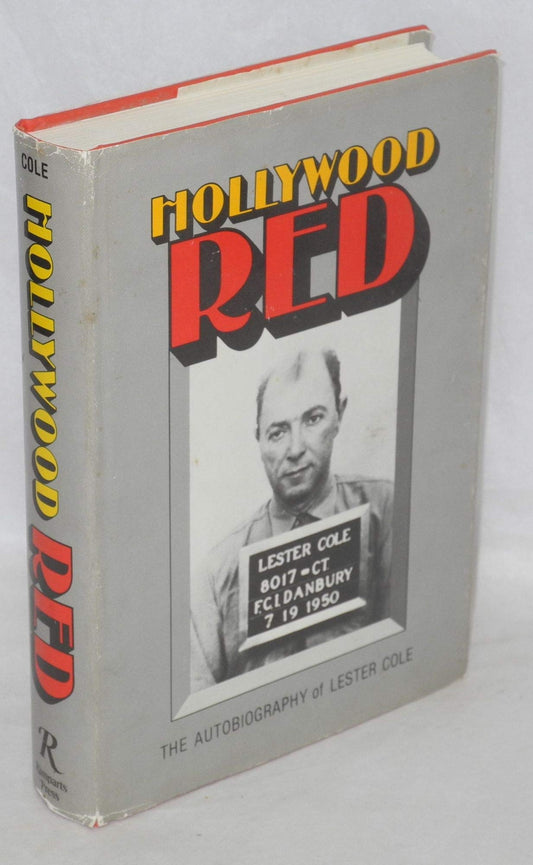 COLE
HOLLYWOOD
RED
R
Ramparts
Press
HOLLYWOOD
RED
LESTER COLE
8017-CT
F.C.I. DANBURY
7 19 1950
THE AUTOBIOGRAPHY of LESTER COLE